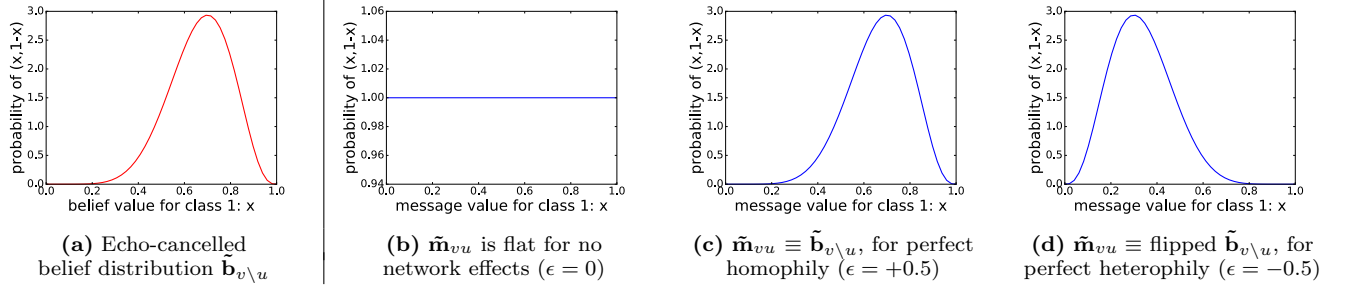 3.0
2.5
2.0
1.5
1.0
0.5
0.0
0.0 0.2 0.4 0.6 0.8 1.0
probability of (x,1-x)
belief value for class 1: x
(a) Echo-cancelled
belief distribution b̃v\u
1.06
1.04
1.02
1.00
0.98
0.96
0.94
0.0 0.2 0.4 0.6 0.8 1.0
probability of (x,1-x)
message value for class 1: x
(b) m̃vu is flat for no
network effects (ϵ = 0)
3.0
2.5
2.0
1.5
1.0
0.5
0.0
0.0 0.2 0.4 0.6 0.8 1.0
probability of (x,1-x)
message value for class 1: x
(c) m̃vu ≡ b̃v\u, for perfect
homophily (ϵ = +0.5)
3.0
2.5
2.0
1.5
1.0
0.5
0.0
0.0 0.2 0.4 0.6 0.8 1.0
probability of (x,1-x)
message value for class 1: x
(d) m̃vu ≡ flipped b̃v\u, for
perfect heterophily (ϵ = −0.5)